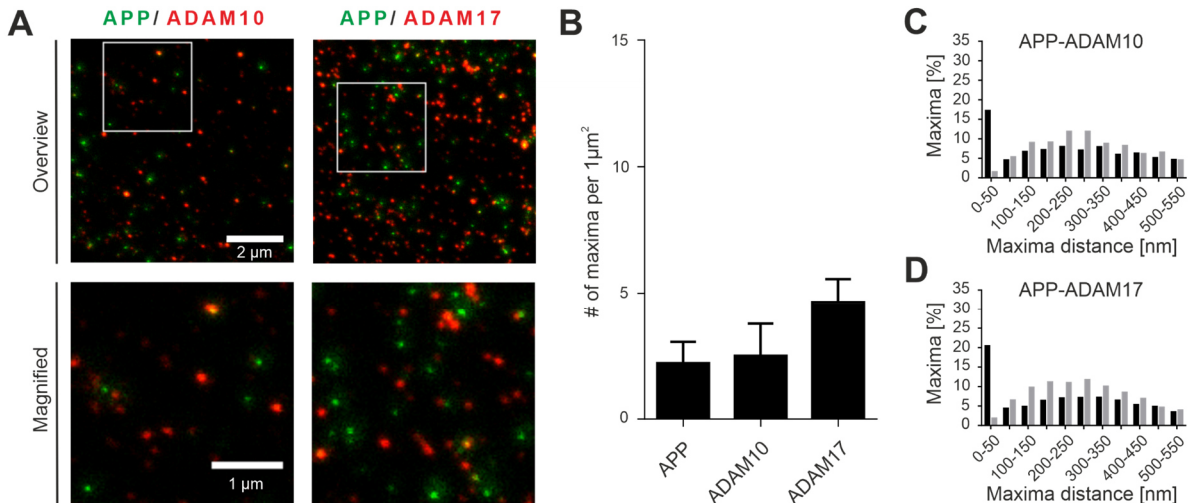 A
APP/ ADAM10
APP/ ADAM17
Overview
2 µm
Magnified
1 µm
B
# of maxima per 1µm²
15
10
5
0
APP
ADAM10
ADAM17
C
APP-ADAM10
Maxima [%]
35
30
25
20
15
10
5
0
0-50
100-150
200-250
300-350
400-450
500-550
Maxima distance [nm]
D
APP-ADAM17
Maxima [%]
35
30
25
20
15
10
5
0
0-50
100-150
200-250
300-350
400-450
500-550
Maxima distance [nm]